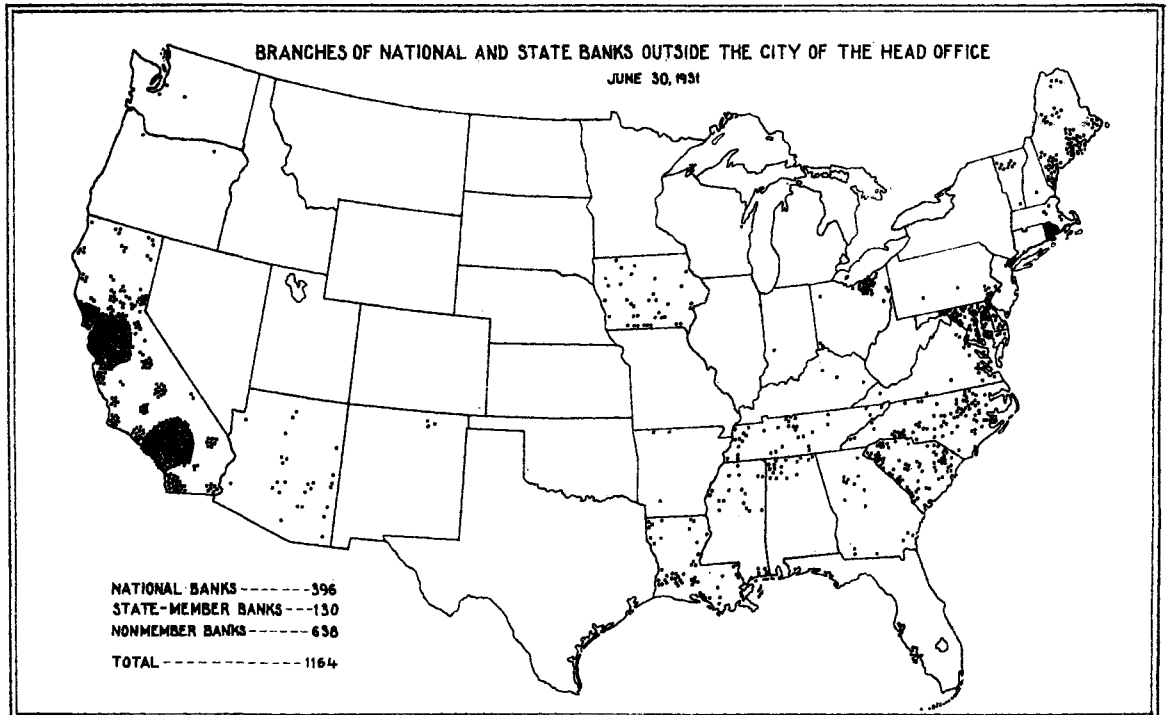 BRANCHES OF NATIONAL AND STATE BANKS OUTSIDE THE CITY OF THE HEAD OFFICE
JUNE 30, 1931
NATIONAL BANKS ------- 396
STATE-MEMBER BANKS --- 130
NONMEMBER BANKS ------ 638
TOTAL --------------- 1164